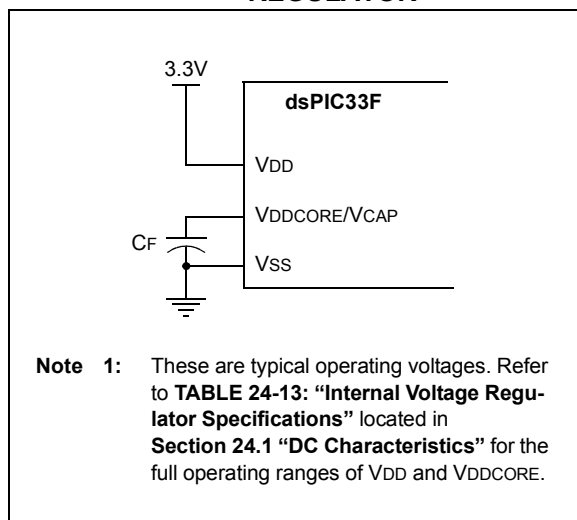 REGULATOR
3.3V
dsPIC33F
VDD
VDDCORE/VCAP
CF
VSS
Note 1: These are typical operating voltages. Refer
to TABLE 24-13: “Internal Voltage Regu-
lator Specifications” located in
Section 24.1 “DC Characteristics” for the
full operating ranges of VDD and VDDCORE.